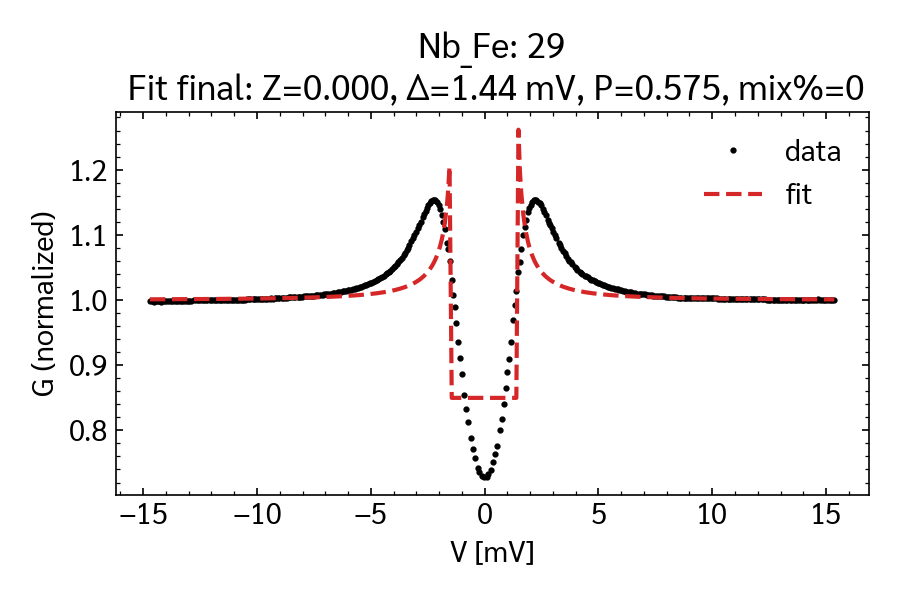 Nb_Fe: 29
Fit final: Z=0.000, Δ=1.44 mV, P=0.575, mix%=0
data
fit
1.2
1.1
1.0
0.9
0.8
G (normalized)
−15
−10
−5
0
5
10
15
V [mV]